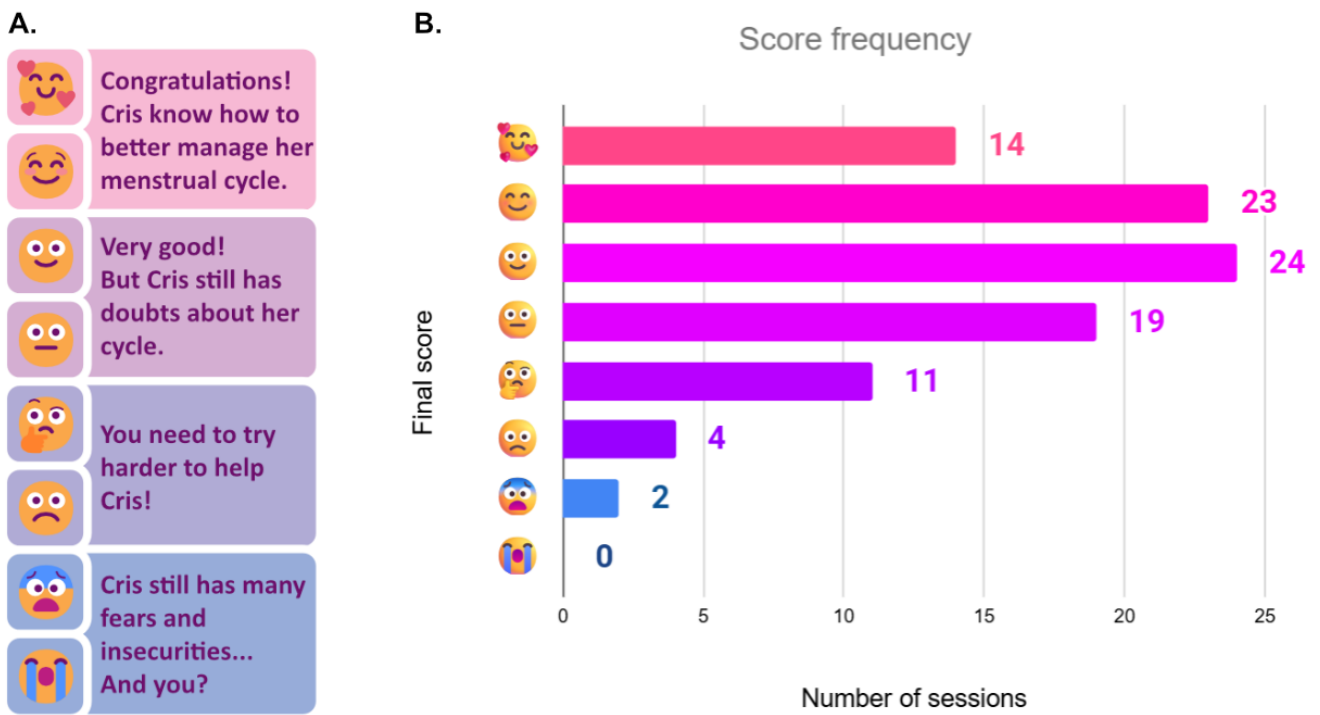 A.
Congratulations!
Cris know how to
better manage her
menstrual cycle.
Very good!
But Cris still has
doubts about her
cycle.
You need to try
harder to help
Cris!
Cris still has many
fears and
insecurities...
And you?
B.
Score frequency
Final score
14
23
24
19
11
4
2
0
0 5 10 15 20 25
Number of sessions